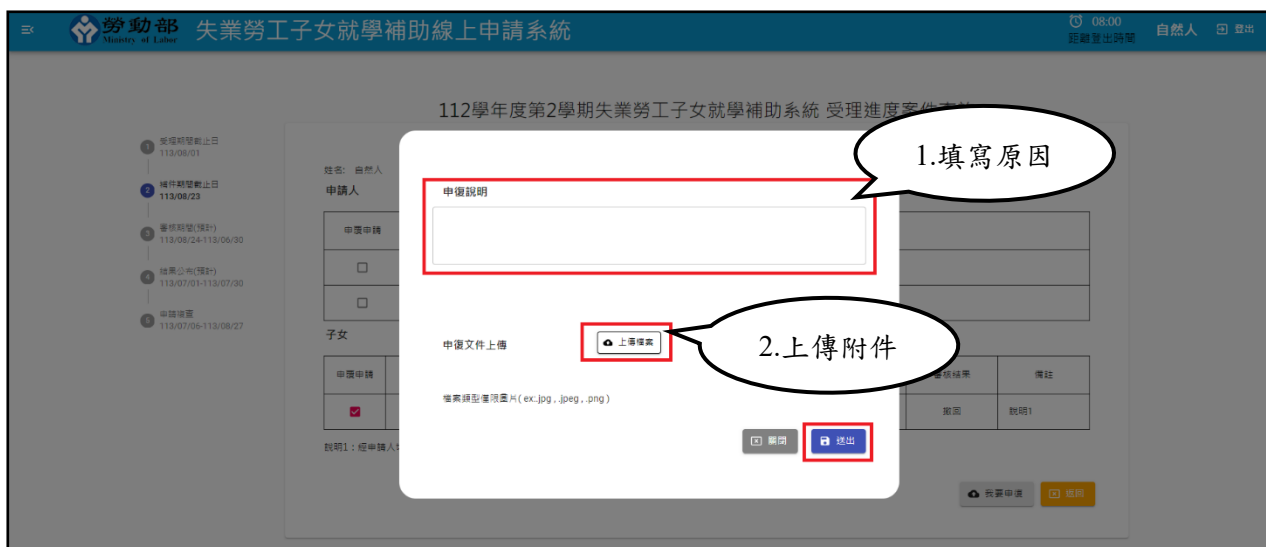 勞動部
Ministry of Labor
失業勞工子女就學補助線上申請系統
08:00
距離登出時間
自然人
登出
112學年度第2學期失業勞工子女就學補助系統 受理進度
1
受理期間截止日
113/08/01
2
補件期間截止日
113/08/23
3
審核期間(預計)
113/06/24-113/06/30
4
結果公布(預計)
113/07/01-113/07/30
5
申請複查
113/07/06-113/08/27
姓名: 自然人
申請人
申覆申請
子女
申覆申請
審核結果
備註
撤回
說明1
說明1:經申請人
申復說明
1.填寫原因
申復文件上傳
上傳檔案
2.上傳附件
檔案類型僅限圖片( ex:.jpg , .jpeg , .png )
關閉
送出
我要申復
返回